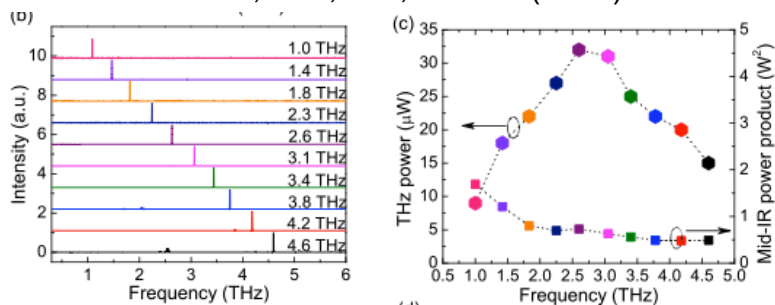 (b)
Intensity (a.u.)
10
8
6
4
2
0
1.0 THz
1.4 THz
1.8 THz
2.3 THz
2.6 THz
3.1 THz
3.4 THz
3.8 THz
4.2 THz
4.6 THz
1 2 3 4 5 6
Frequency (THz)
(c)
THz power (μW)
35
30
25
20
15
10
5
0
0.5 1.0 1.5 2.0 2.5 3.0 3.5 4.0 4.5 5.0
Frequency (THz)
5
4
3
2
1
0
Mid-IR power product (W²)